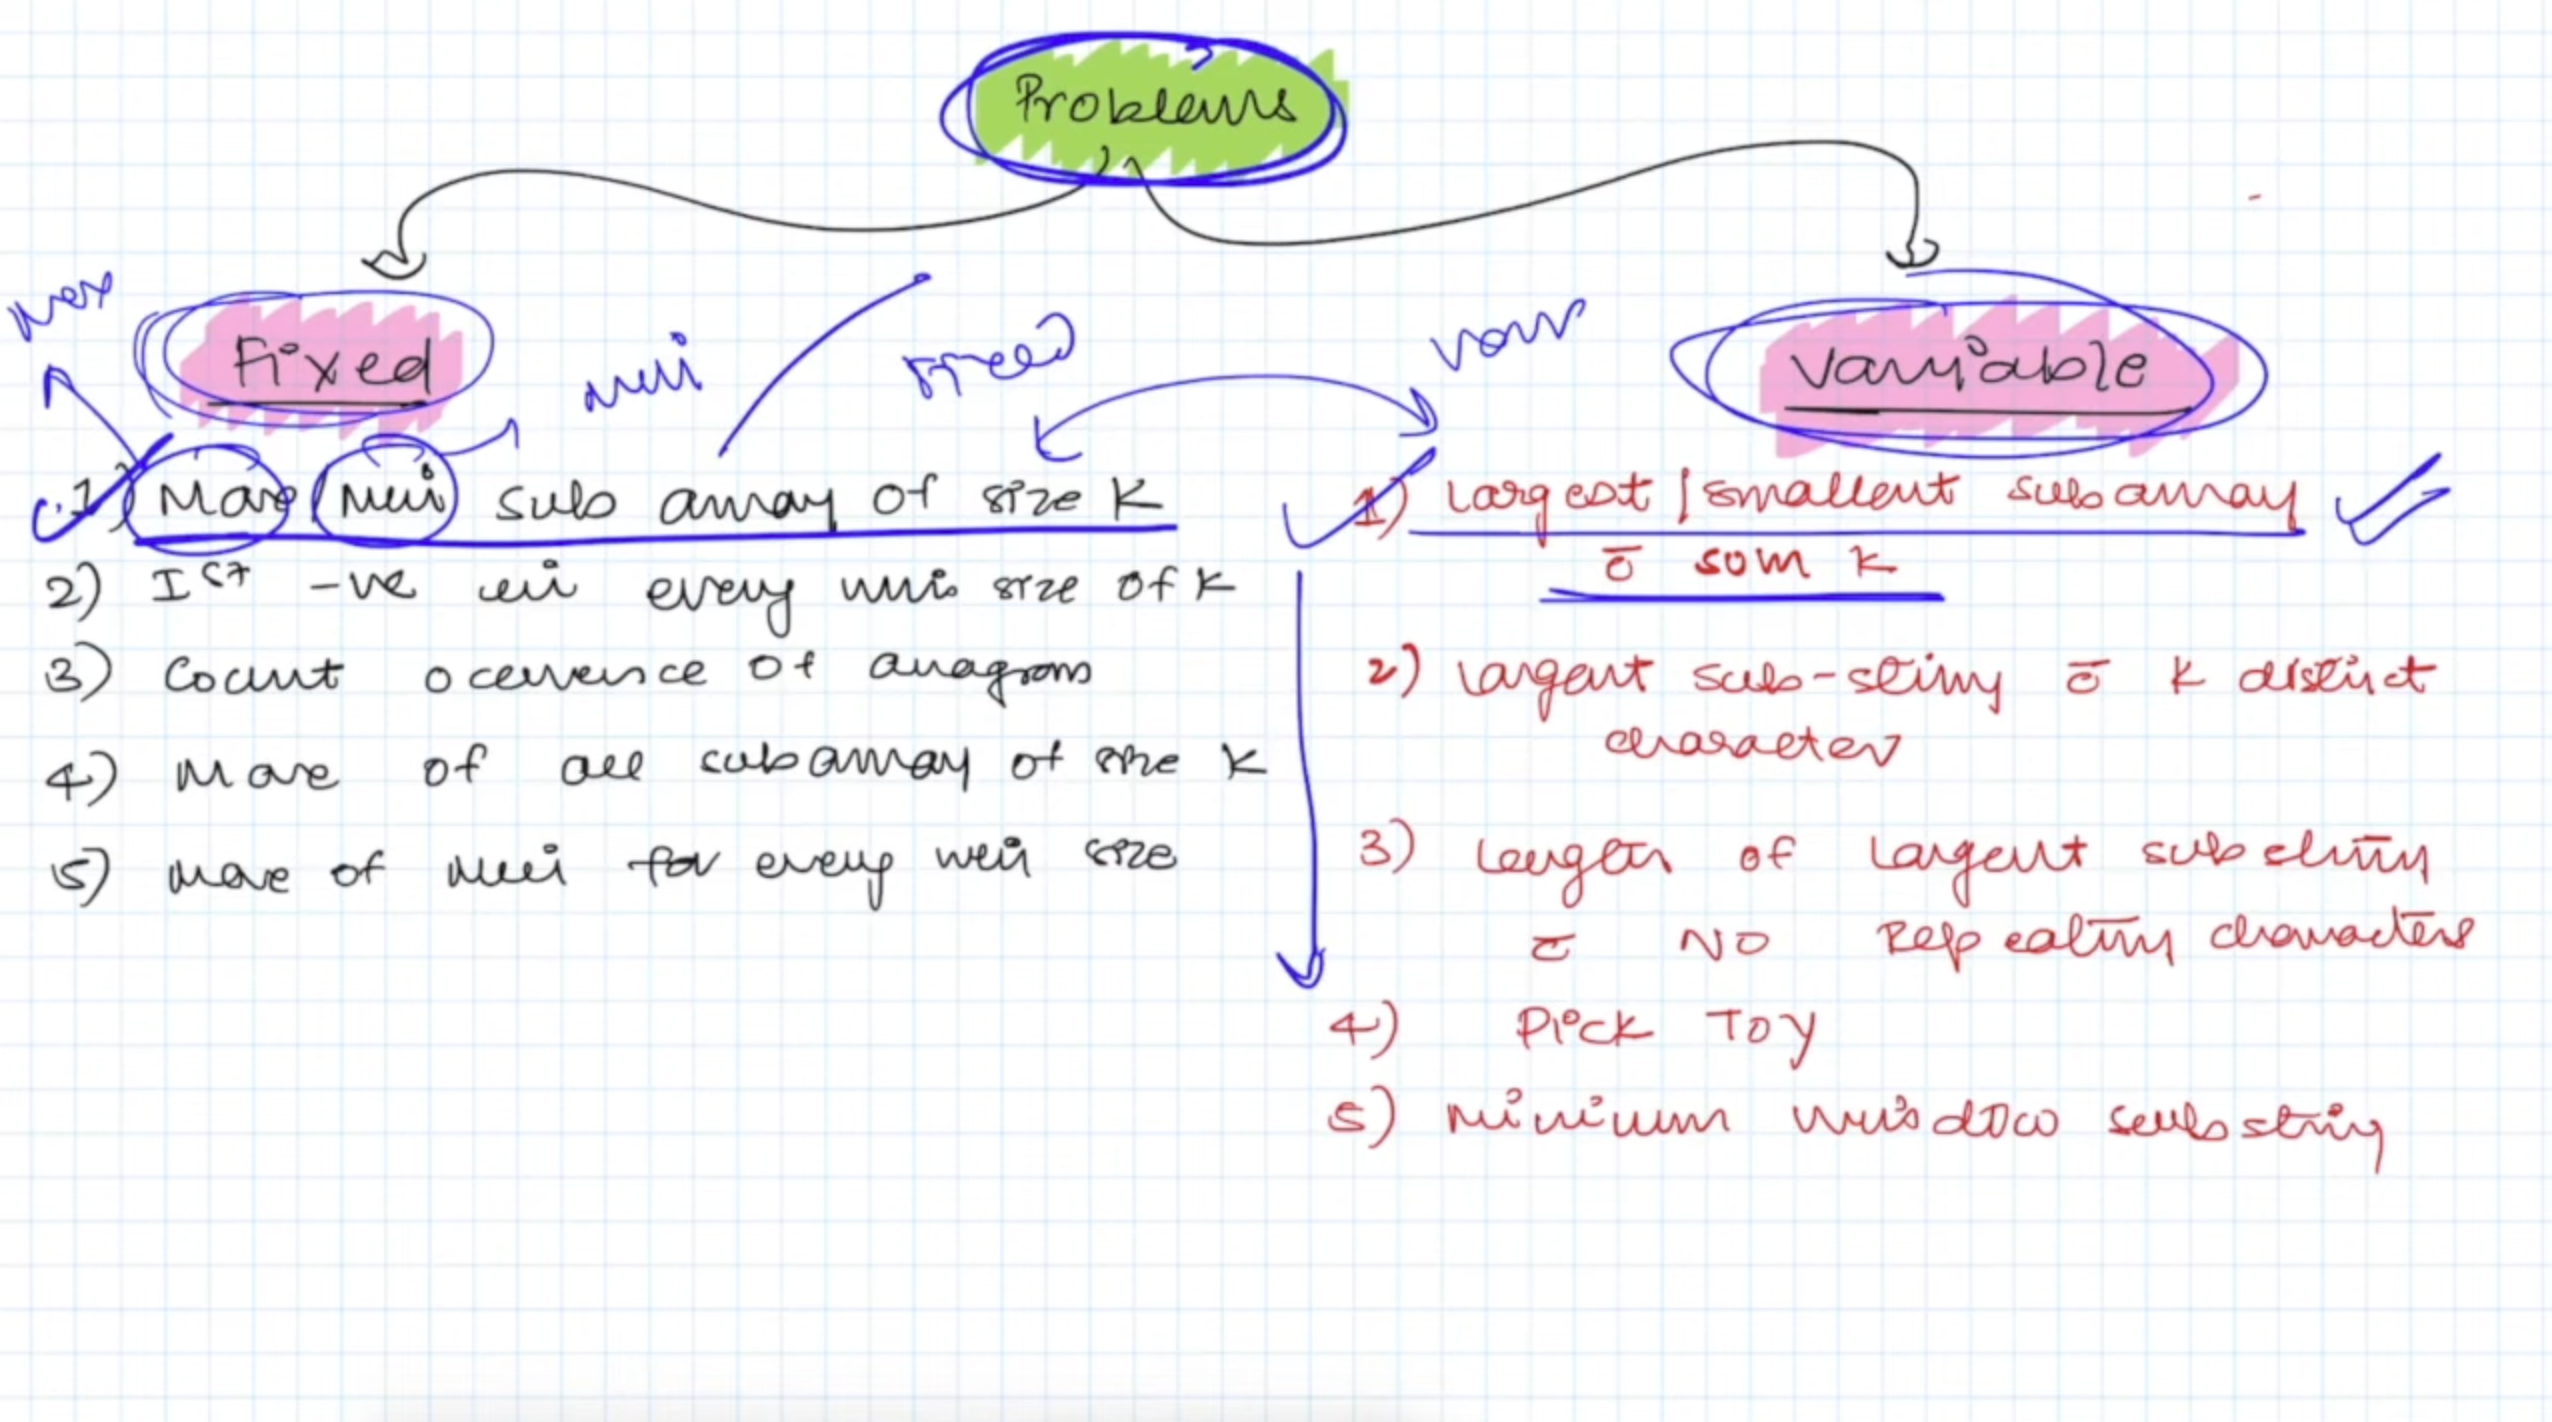 Problems
Fixed
Variable
max
min
fixed
var
1) Max/Min sub array of size K
2) Ist -ve in every win size of K
3) Count occurence of anagram
4) Max of all subarray of size K
5) Max of Min for every win size
1) Largest/smallest subarray
c̄ sum K
2) Largest sub-string c̄ K distinct
character
3) Length of largest substring
c̄ NO Repeating characters
4) Pick Toy
5) Minimum window substring